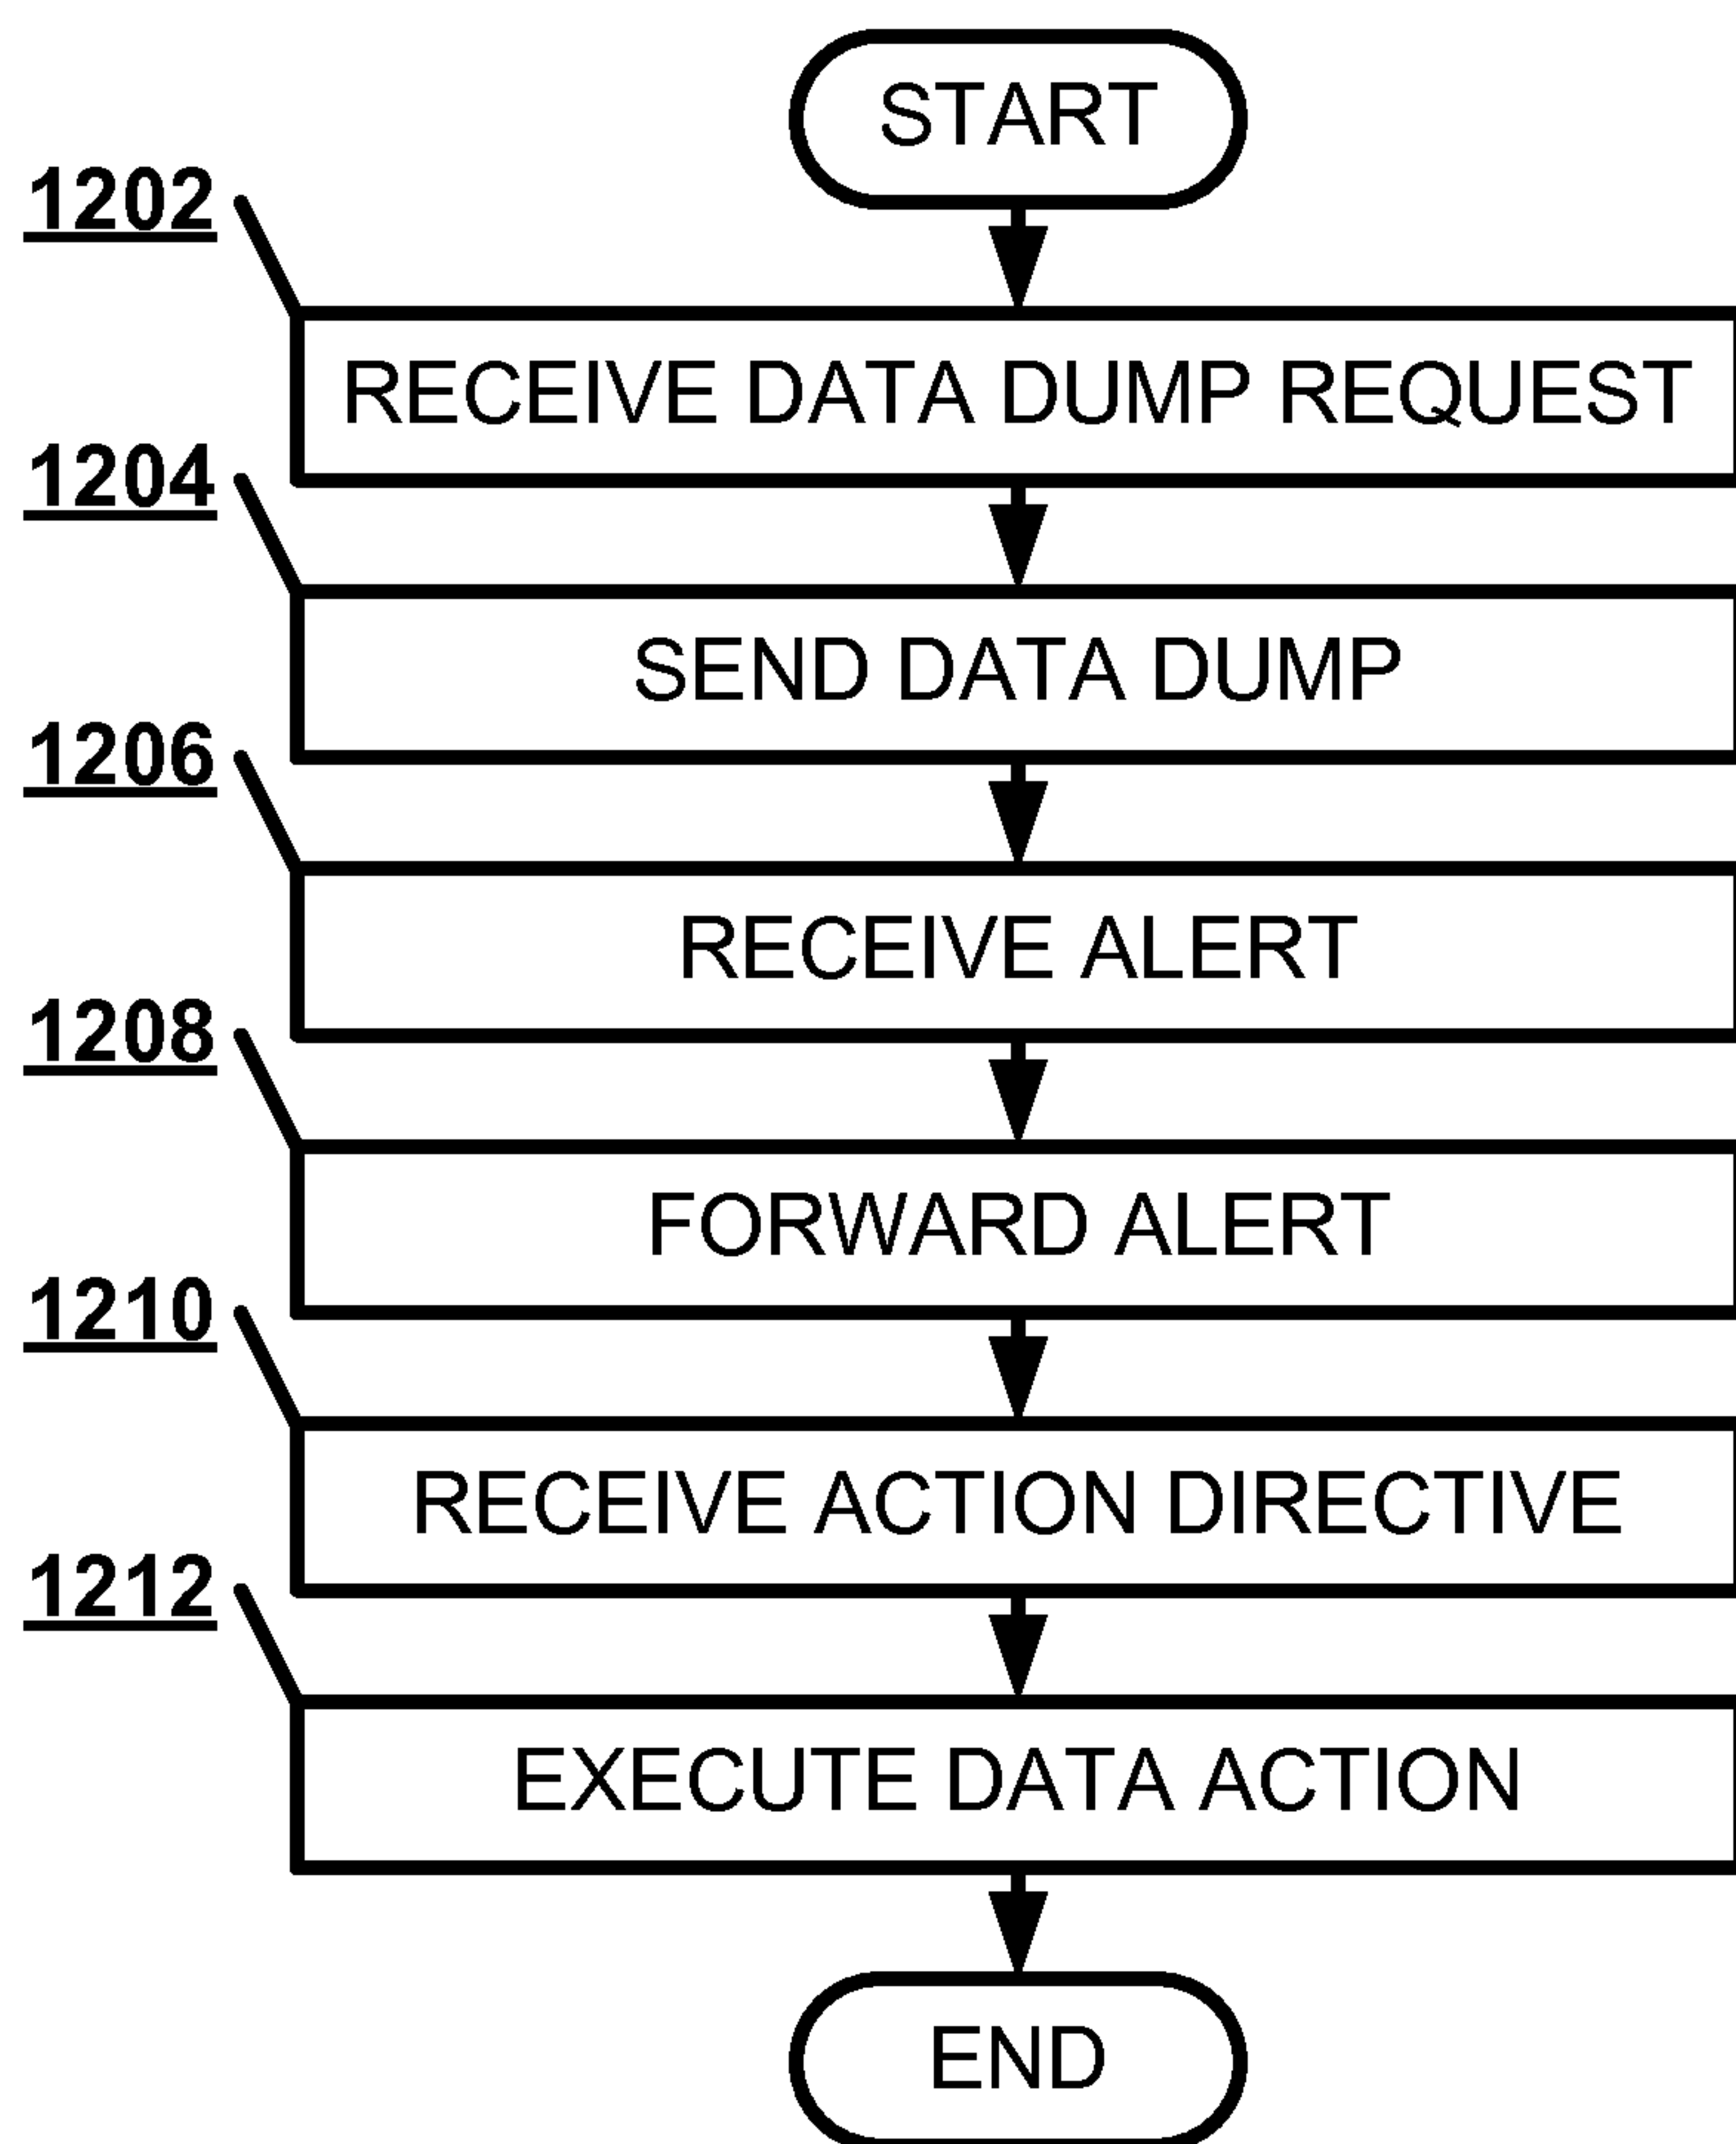 START
1202
RECEIVE DATA DUMP REQUEST
1204
SEND DATA DUMP
1206
RECEIVE ALERT
1208
FORWARD ALERT
1210
RECEIVE ACTION DIRECTIVE
1212
EXECUTE DATA ACTION
END